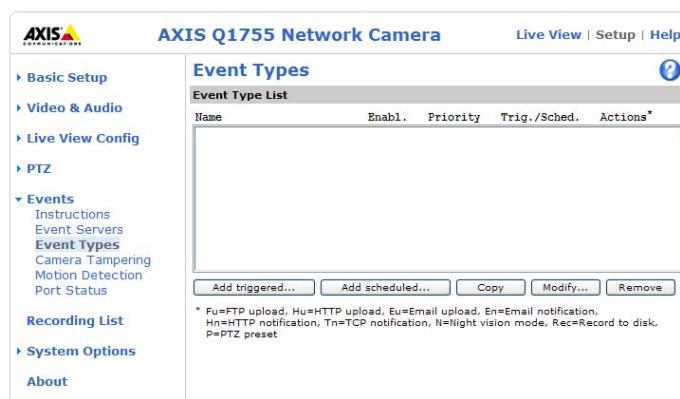 AXIS
COMMUNICATIONS
AXIS Q1755 Network Camera
Live View | Setup | Help
Basic Setup
Video & Audio
Live View Config
PTZ
Events
Instructions
Event Servers
Event Types
Camera Tampering
Motion Detection
Port Status
Recording List
System Options
About
Event Types
?
Event Type List
Name Enabl. Priority Trig./Sched. Actions*
Add triggered... Add scheduled... Copy Modify... Remove
* Fu=FTP upload, Hu=HTTP upload, Eu=Email upload, En=Email notification,
Hn=HTTP notification, Tn=TCP notification, N=Night vision mode, Rec=Record to disk,
P=PTZ preset